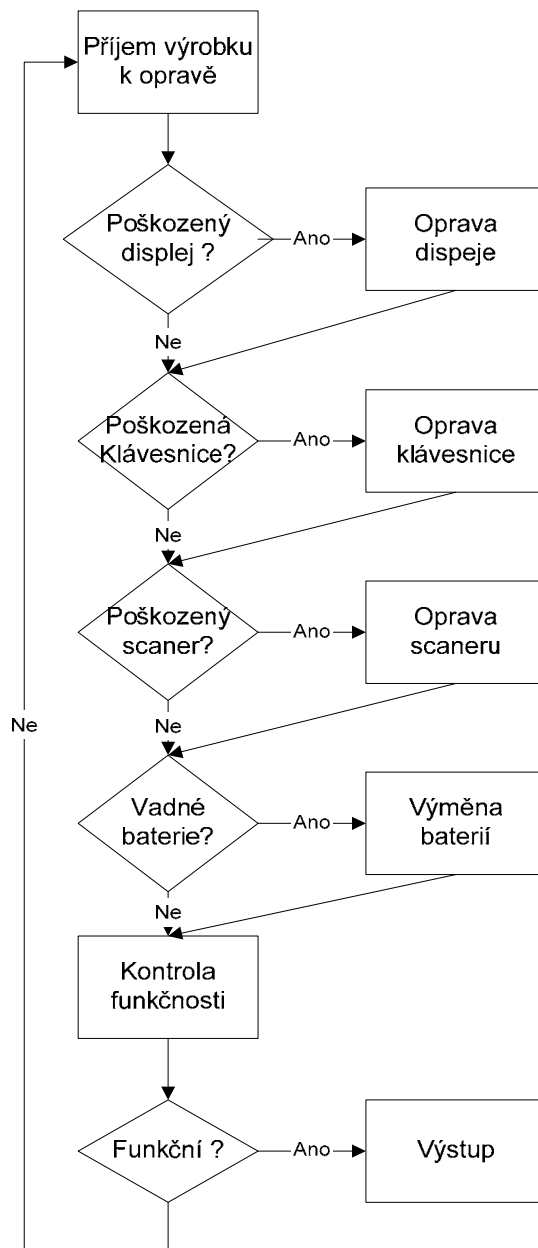 Příjem výrobku
k opravě
Poškozený
displej ?
Ano
Oprava
dispeje
Ne
Poškozená
Klávesnice?
Ano
Oprava
klávesnice
Ne
Poškozený
scaner?
Ano
Oprava
scaneru
Ne
Ne
Vadné
baterie?
Ano
Výměna
baterií
Ne
Kontrola
funkčnosti
Funkční ?
Ano
Výstup